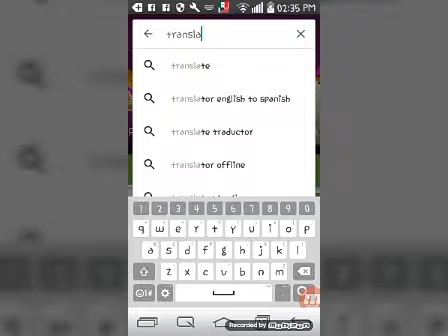 02:35 PM
transla
translate
translator english to spanish
translate traductor
translator offline
1 2 3 4 5 6 7 8 9 0
q w e r t y u i o p
a s d f g h j k l
z x c v b n m
☺1#
Recorded by